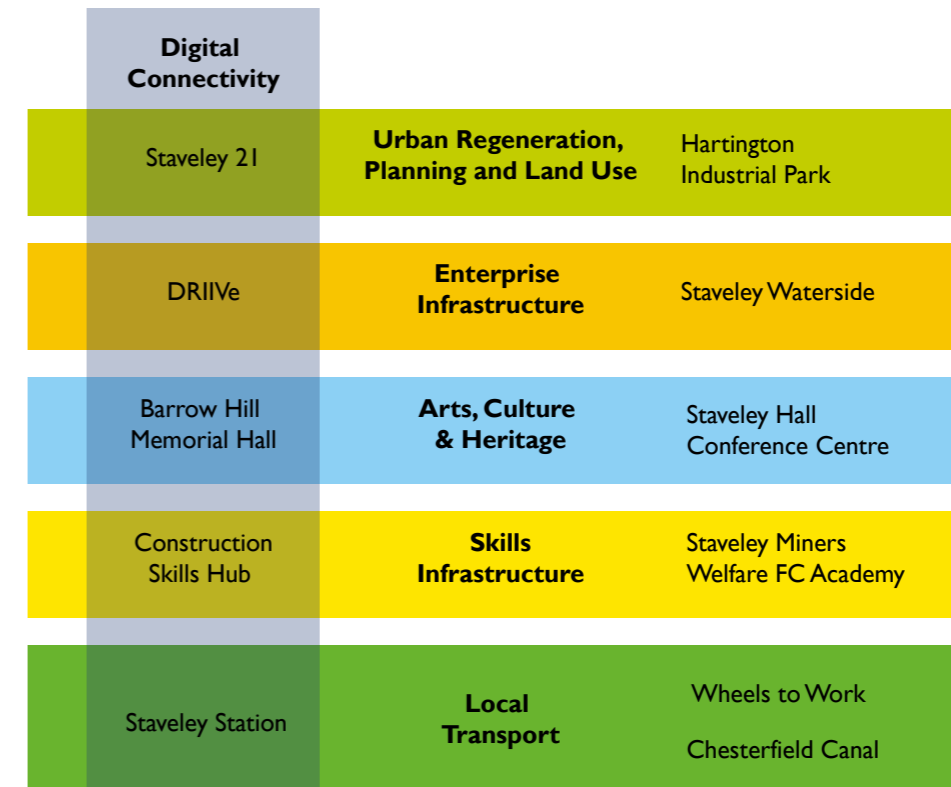 Digital
Connectivity
Staveley 21
Urban Regeneration,
Planning and Land Use
Hartington
Industrial Park
DRIIVe
Enterprise
Infrastructure
Staveley Waterside
Barrow Hill
Memorial Hall
Arts, Culture
& Heritage
Staveley Hall
Conference Centre
Construction
Skills Hub
Skills
Infrastructure
Staveley Miners
Welfare FC Academy
Staveley Station
Local
Transport
Wheels to Work
Chesterfield Canal